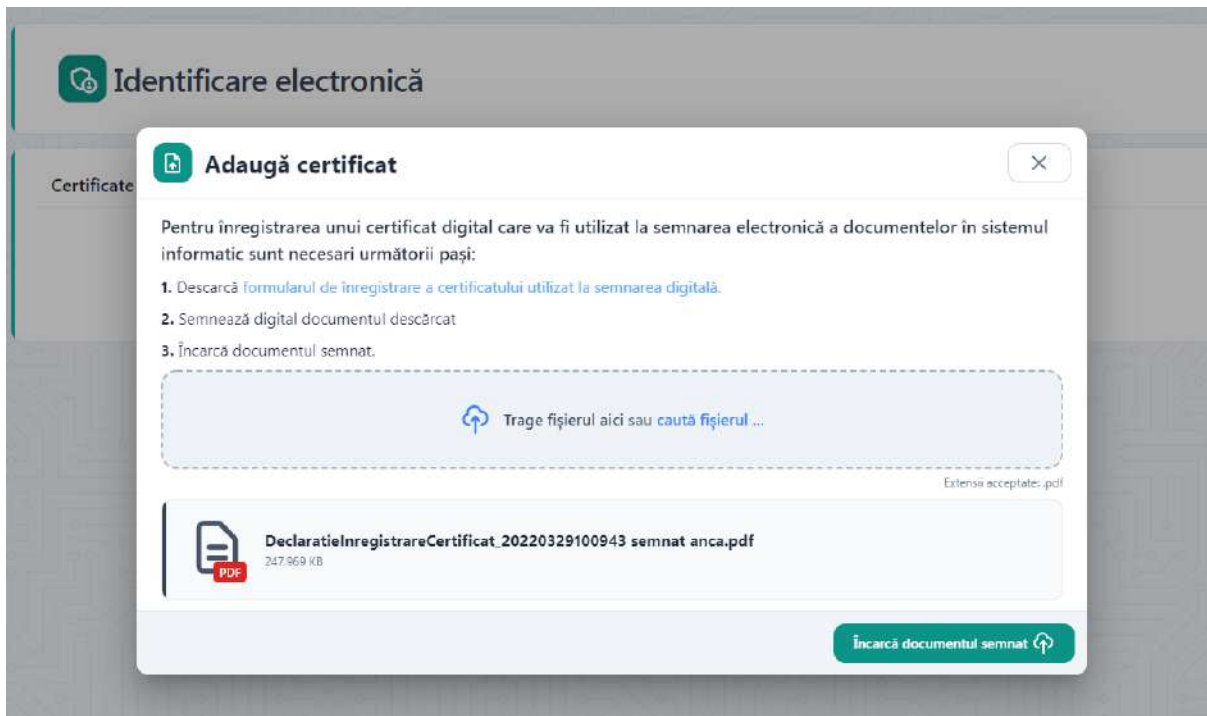 Identificare electronică
Adaugă certificat
Certificate
Pentru înregistrarea unui certificat digital care va fi utilizat la semnarea electronică a documentelor în sistemul
informatic sunt necesari următorii pași:
1. Descarcă formularul de înregistrare a certificatului utilizat la semnarea digitală.
2. Semnează digital documentul descărcat
3. Încarcă documentul semnat.
Trage fișierul aici sau caută fișierul ...
Extensii acceptate: .pdf
DeclaratieInregistrareCertificat_20220329100943 semnat anca.pdf
247.969 KB
PDF
Încarcă documentul semnat